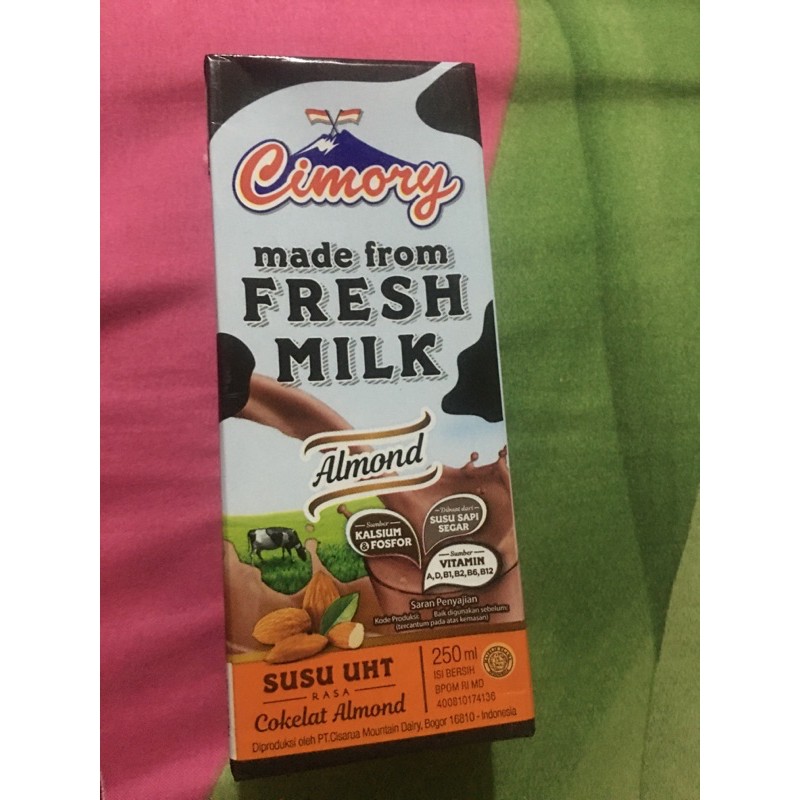 Cimory
made from
FRESH
MILK
Almond
Sumber
KALSIUM
& FOSFOR
Dibuat dari
SUSU SAPI
SEGAR
Sumber
VITAMIN
A,D,B1,B2,B6,B12
Saran Penyajian
Kode Produksi
Baik digunakan sebelum:
(tercantum pada atas kemasan)
SUSU UHT
RASA
Cokelat Almond
250 ml
ISI BERSIH
BPOM RI MD
400810174136
Diproduksi oleh PT.Cisarua Mountain Dairy, Bogor 16810 - Indonesia